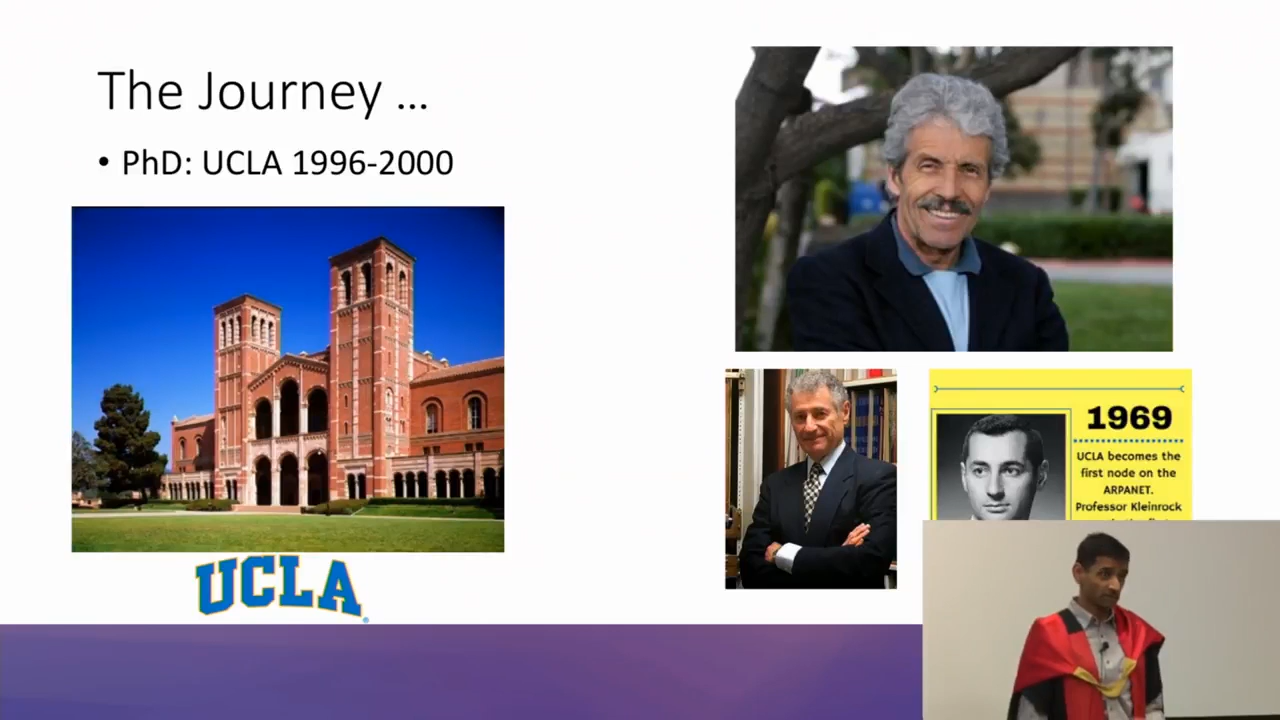 The Journey ...
• PhD: UCLA 1996-2000
UCLA
1969
UCLA becomes the
first node on the
ARPANET.
Professor Kleinrock